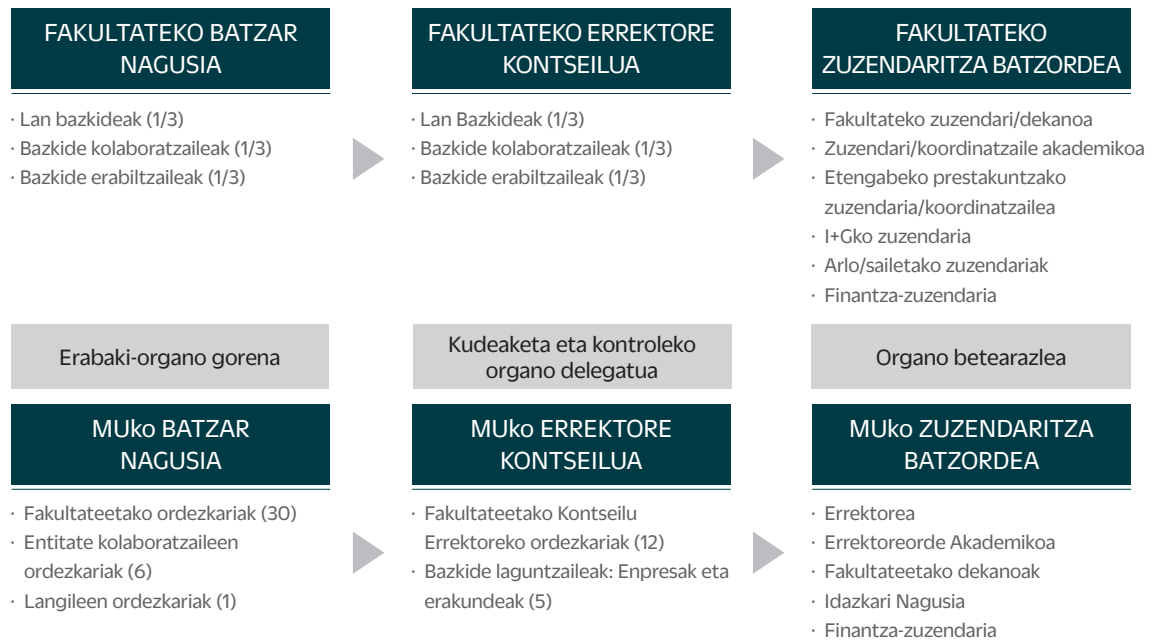 FAKULTATEKO BATZAR
NAGUSIA
· Lan bazkideak (1/3)
· Bazkide kolaboratzaileak (1/3)
· Bazkide erabiltzaileak (1/3)
FAKULTATEKO ERREKTORE
KONTSEILUA
· Lan Bazkideak (1/3)
· Bazkide kolaboratzaileak (1/3)
· Bazkide erabiltzaileak (1/3)
FAKULTATEKO
ZUZENDARITZA BATZORDEA
· Fakultateko zuzendari/dekanoa
· Zuzendari/koordinatzaile akademikoa
· Etengabeko prestakuntzako
zuzendaria/koordinatzailea
· I+Gko zuzendaria
· Arlo/sailetako zuzendariak
· Finantza-zuzendaria
Erabaki-organo gorena
Kudeaketa eta kontroleko
organo delegatua
Organo betearazlea
MUko BATZAR
NAGUSIA
· Fakultateetako ordezkariak (30)
· Entitate kolaboratzaileen
ordezkariak (6)
· Langileen ordezkariak (1)
MUko ERREKTORE
KONTSEILUA
· Fakultateetako Kontseilu
Errektoreko ordezkariak (12)
· Bazkide laguntzaileak: Enpresak eta
erakundeak (5)
MUko ZUZENDARITZA
BATZORDEA
· Errektorea
· Errektoreorde Akademikoa
· Fakultateetako dekanoak
· Idazkari Nagusia
· Finantza-zuzendaria